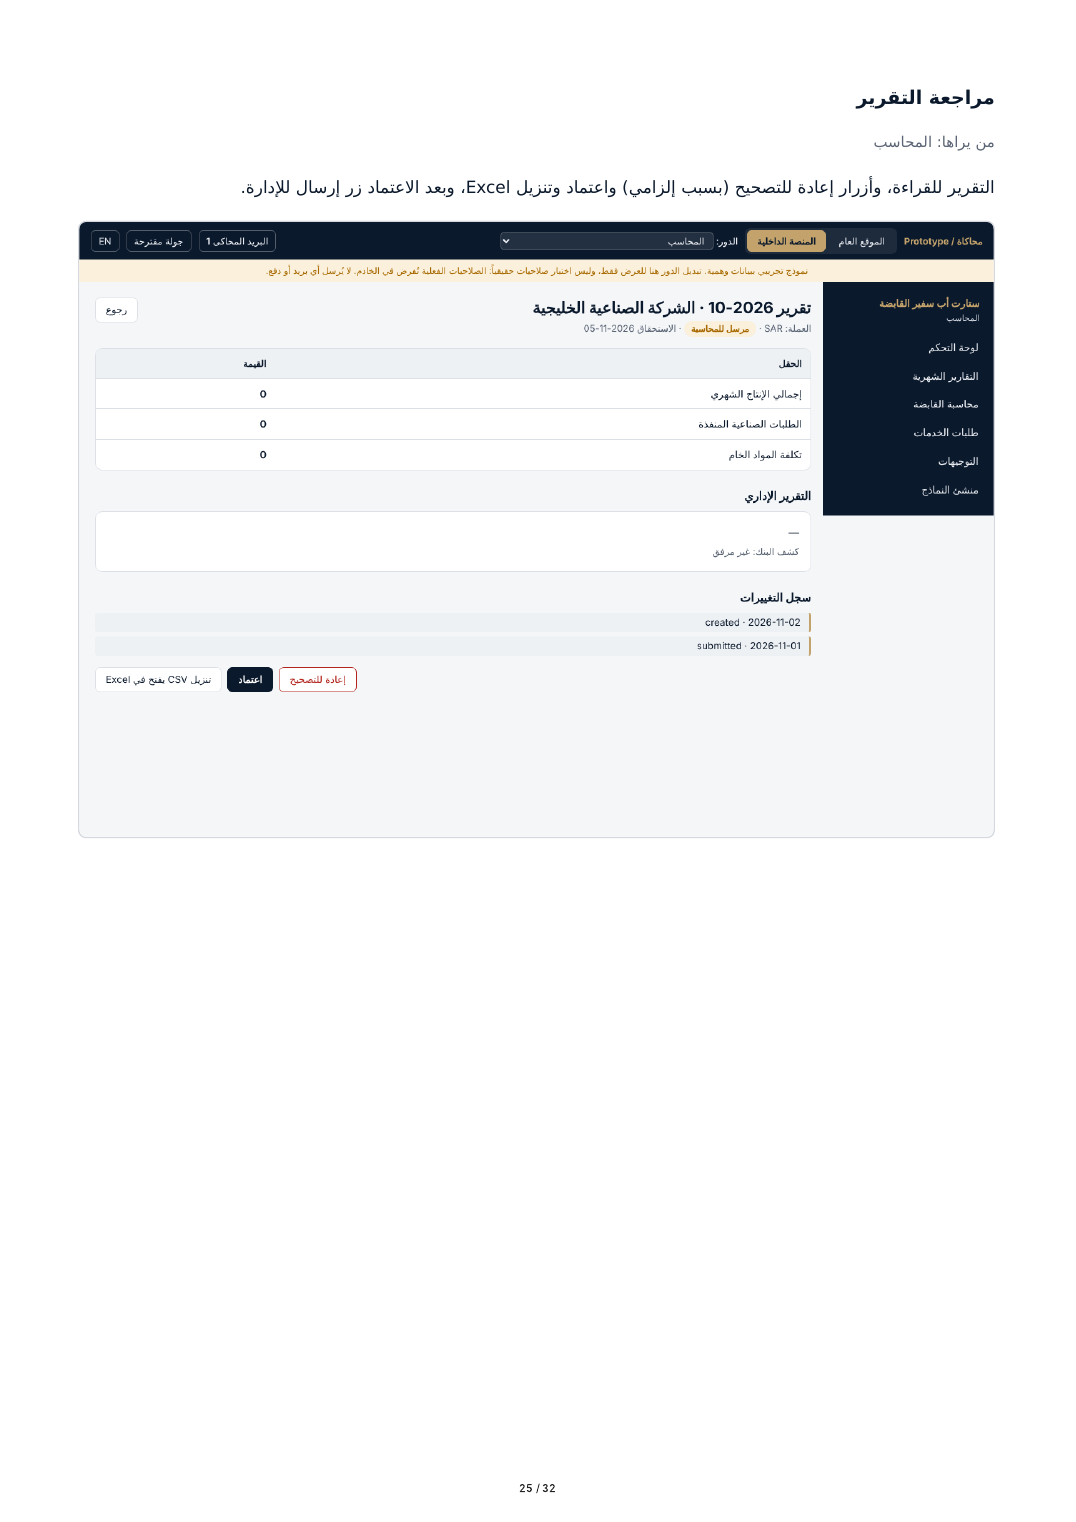 مراجعة التقرير
من يراها: المحاسب
التقرير للقراءة، وأزرار إعادة للتصحيح (بسبب إلزامي) واعتماد وتنزيل Excel، وبعد الاعتماد زر إرسال للإدارة.
محاكاة / Prototype
الموقع العام
المنصة الداخلية
الدور:
المحاسب
البريد المحاكى 1
جولة مقترحة
EN
نموذج تجريبي ببيانات وهمية. تبديل الدور هنا للعرض فقط، وليس اختبار صلاحيات حقيقياً: الصلاحيات الفعلية تُفرض في الخادم. لا يُرسل أي بريد أو دفع.
ستارت أب سفير القابضة
المحاسب
لوحة التحكم
التقارير الشهرية
محاسبة القابضة
طلبات الخدمات
التوجيهات
منشئ النماذج
تقرير 2026-10 · الشركة الصناعية الخليجية
رجوع
العملة: SAR · مرسل للمحاسبة · الاستحقاق 2026-11-05
الحقل القيمة
إجمالي الإنتاج الشهري 0
الطلبات الصناعية المنفذة 0
تكلفة المواد الخام 0
التقرير الإداري
—
كشف البنك: غير مرفق
سجل التغييرات
created · 2026-11-02
submitted · 2026-11-01
إعادة للتصحيح
اعتماد
تنزيل CSV يفتح في Excel
25 / 32